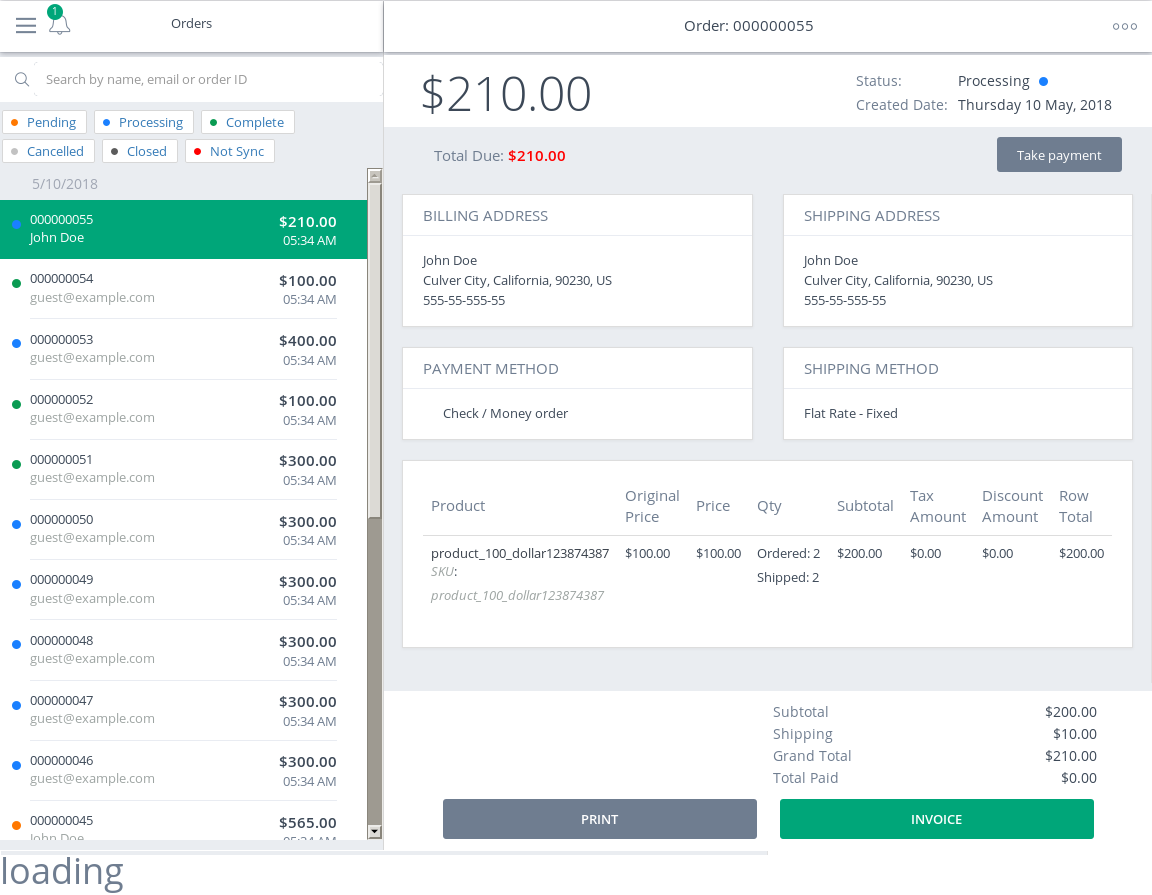 1
Orders
Search by name, email or order ID
Pending Processing Complete
Cancelled Closed Not Sync
5/10/2018
000000055 $210.00
John Doe 05:34 AM
000000054 $100.00
guest@example.com 05:34 AM
000000053 $400.00
guest@example.com 05:34 AM
000000052 $100.00
guest@example.com 05:34 AM
000000051 $300.00
guest@example.com 05:34 AM
000000050 $300.00
guest@example.com 05:34 AM
000000049 $300.00
guest@example.com 05:34 AM
000000048 $300.00
guest@example.com 05:34 AM
000000047 $300.00
guest@example.com 05:34 AM
000000046 $300.00
guest@example.com 05:34 AM
000000045 $565.00
John Doe 05:34 AM
Order: 000000055
$210.00
Status: Processing
Created Date: Thursday 10 May, 2018
Total Due: $210.00
Take payment
BILLING ADDRESS
John Doe
Culver City, California, 90230, US
555-55-555-55
SHIPPING ADDRESS
John Doe
Culver City, California, 90230, US
555-55-555-55
PAYMENT METHOD
Check / Money order
SHIPPING METHOD
Flat Rate - Fixed
Product Original Price Price Qty Subtotal Tax Amount Discount Amount Row Total
product_100_dollar123874387 $100.00 $100.00 Ordered: 2 $200.00 $0.00 $0.00 $200.00
SKU:
Shipped: 2
product_100_dollar123874387
Subtotal $200.00
Shipping $10.00
Grand Total $210.00
Total Paid $0.00
PRINT
INVOICE
loading